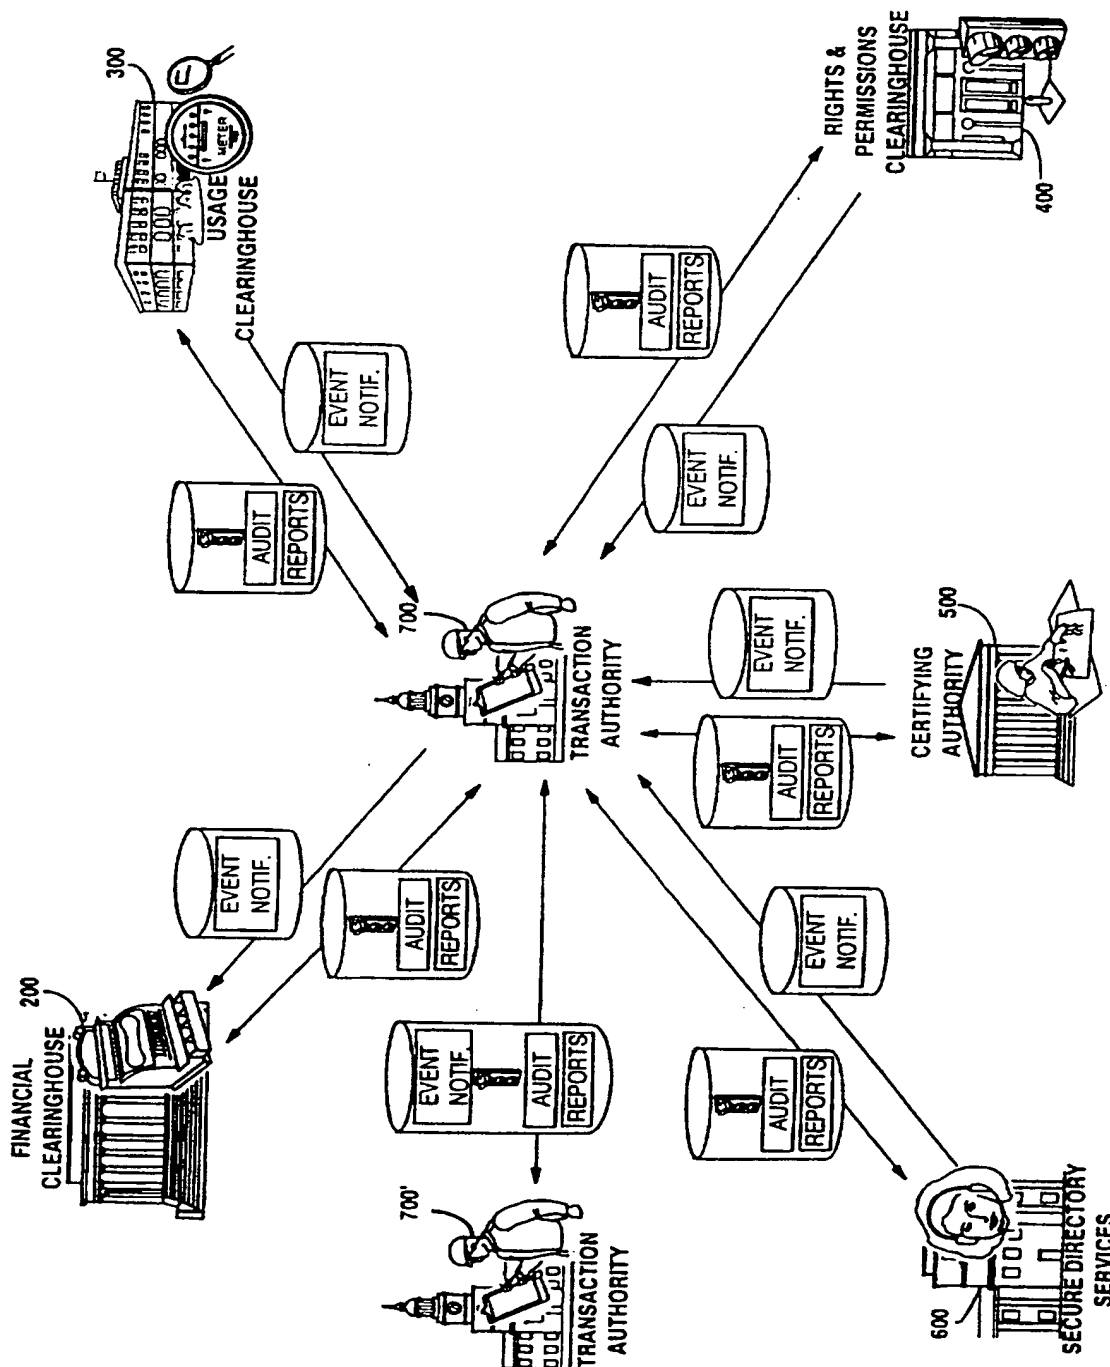 FINANCIAL
CLEARINGHOUSE
200
300
USAGE
CLEARINGHOUSE
METER
EVENT
NOTIF.
AUDIT
REPORTS
EVENT
NOTIF.
AUDIT
REPORTS
700'
TRANSACTION
AUTHORITY
EVENT
NOTIF.
AUDIT
REPORTS
700
TRANSACTION
AUTHORITY
AUDIT
REPORTS
EVENT
NOTIF.
RIGHTS &
PERMISSIONS
CLEARINGHOUSE
400
AUDIT
REPORTS
EVENT
NOTIF.
AUDIT
REPORTS
EVENT
NOTIF.
600
SECURE DIRECTORY
SERVICES
CERTIFYING
AUTHORITY
500